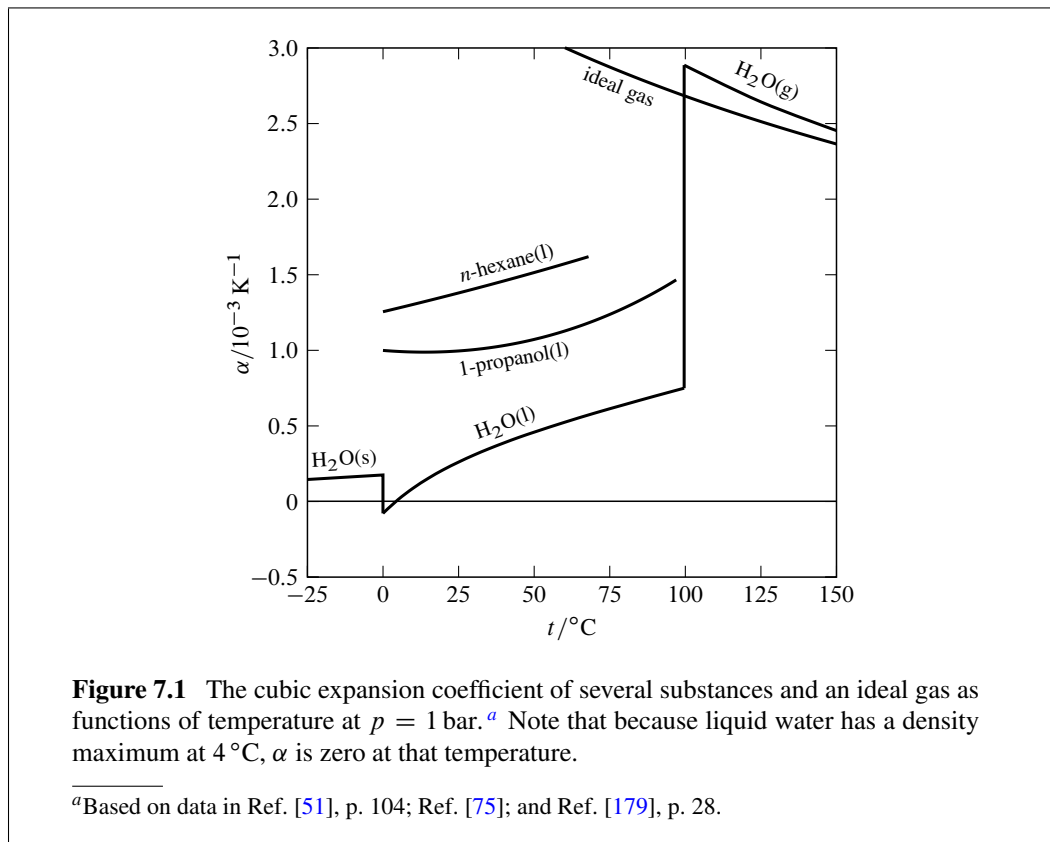 3.0
2.5
2.0
1.5
1.0
0.5
0
−0.5
α/10−3 K−1
ideal gas
H2O(g)
n-hexane(l)
1-propanol(l)
H2O(l)
H2O(s)
−25 0 25 50 75 100 125 150
t/°C
Figure 7.1 The cubic expansion coefficient of several substances and an ideal gas as
functions of temperature at p = 1 bar. a Note that because liquid water has a density
maximum at 4 °C, α is zero at that temperature.
aBased on data in Ref. [51], p. 104; Ref. [75]; and Ref. [179], p. 28.